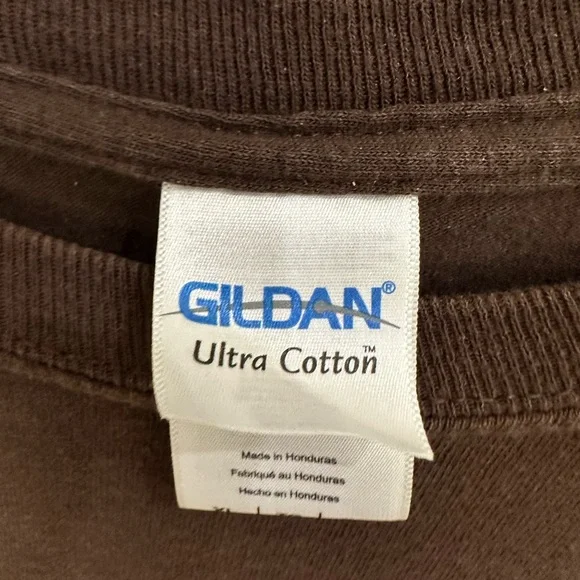 GILDAN®
Ultra Cotton™
Made in Honduras
Fabriqué au Honduras
Hecho en Honduras